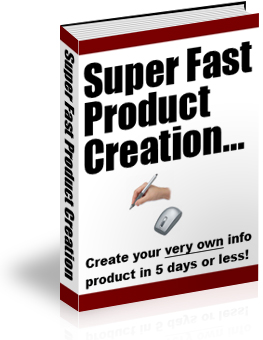 Super Fast Product Creation
Super Fast
Product
Creation...
Create your very own info
product in 5 days or less!